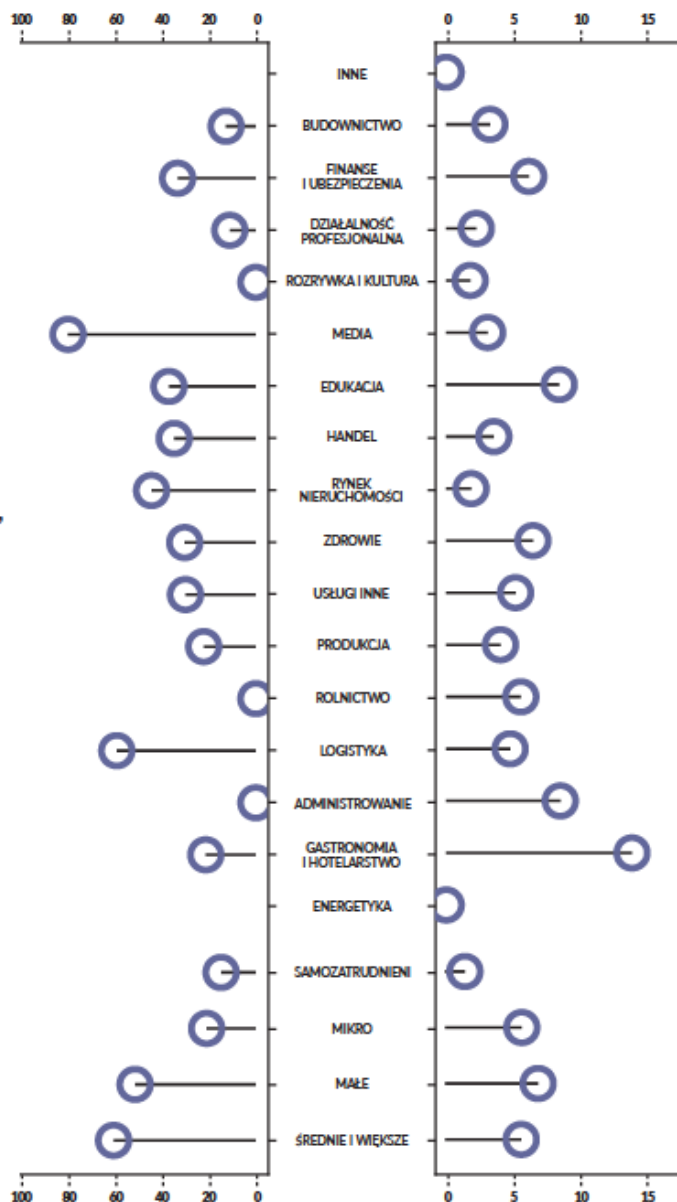 100 80 60 40 20 0 0 5 10 15
INNE
BUDOWNICTWO
FINANSE
I UBEZPIECZENIA
DZIAŁALNOŚĆ
PROFESJONALNA
ROZRYWKA I KULTURA
MEDIA
EDUKACJA
HANDEL
RYNEK
NIERUCHOMOŚCI
ZDROWIE
USŁUGI INNE
PRODUKCJA
ROLNICTWO
LOGISTYKA
ADMINISTROWANIE
GASTRONOMIA
I HOTELARSTWO
ENERGETYKA
SAMOZATRUDNIENI
MIKRO
MAŁE
ŚREDNIE I WIĘKSZE
100 80 60 40 20 0 0 5 10 15